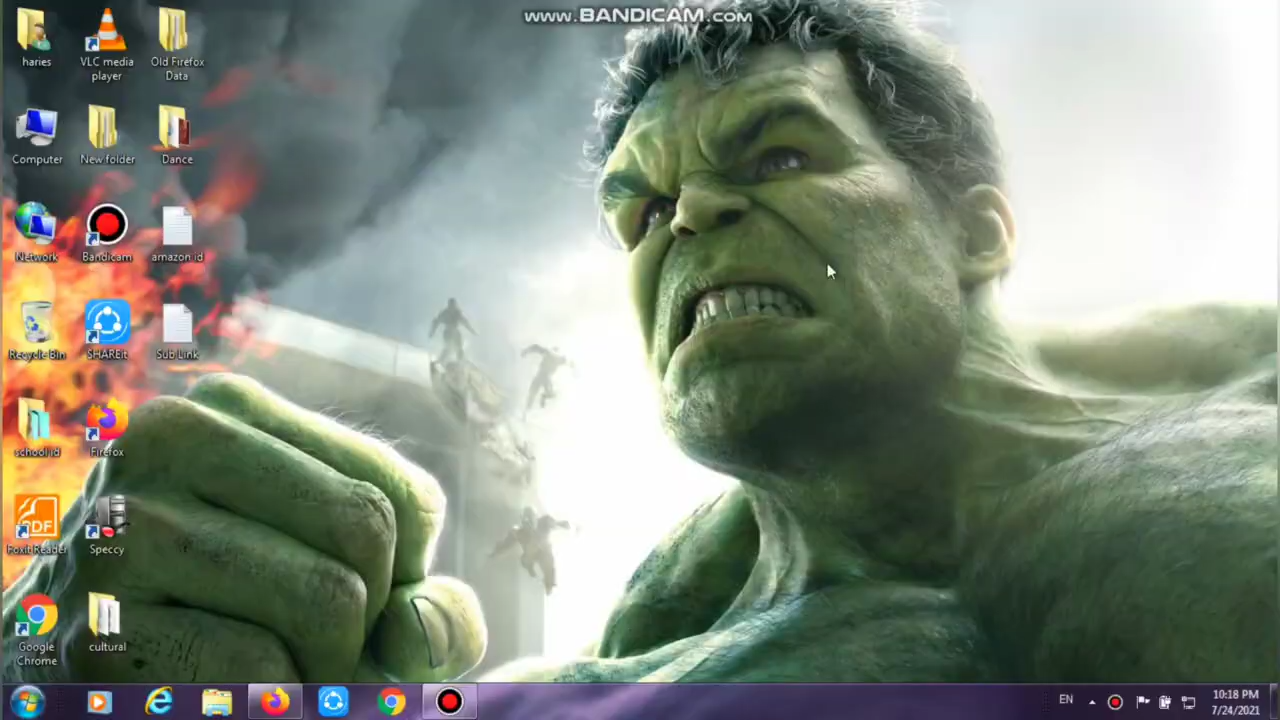 www.BANDICAM.com
haries
VLC media
player
Old Firefox
Data
Computer
New folder
Dance
Network
Bandicam
amazon.id
Recycle Bin
SHAREit
Sub Link
school id
Firefox
PDF
Foxit Reader
Speccy
Google
Chrome
cultural
EN
10:18 PM
7/24/2021